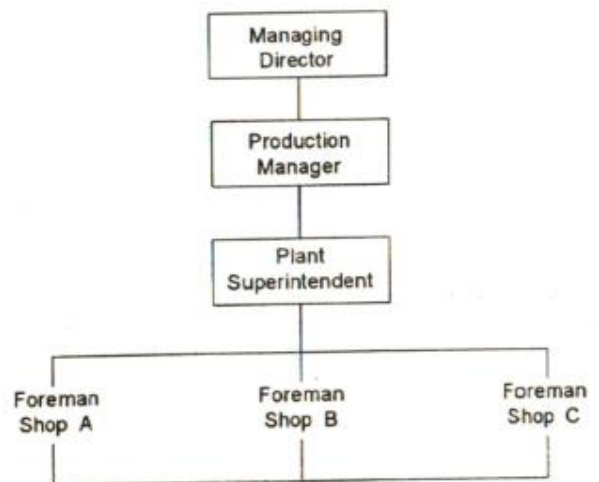 Managing
Director
Production
Manager
Plant
Superintendent
Foreman
Shop A
Foreman
Shop B
Foreman
Shop C